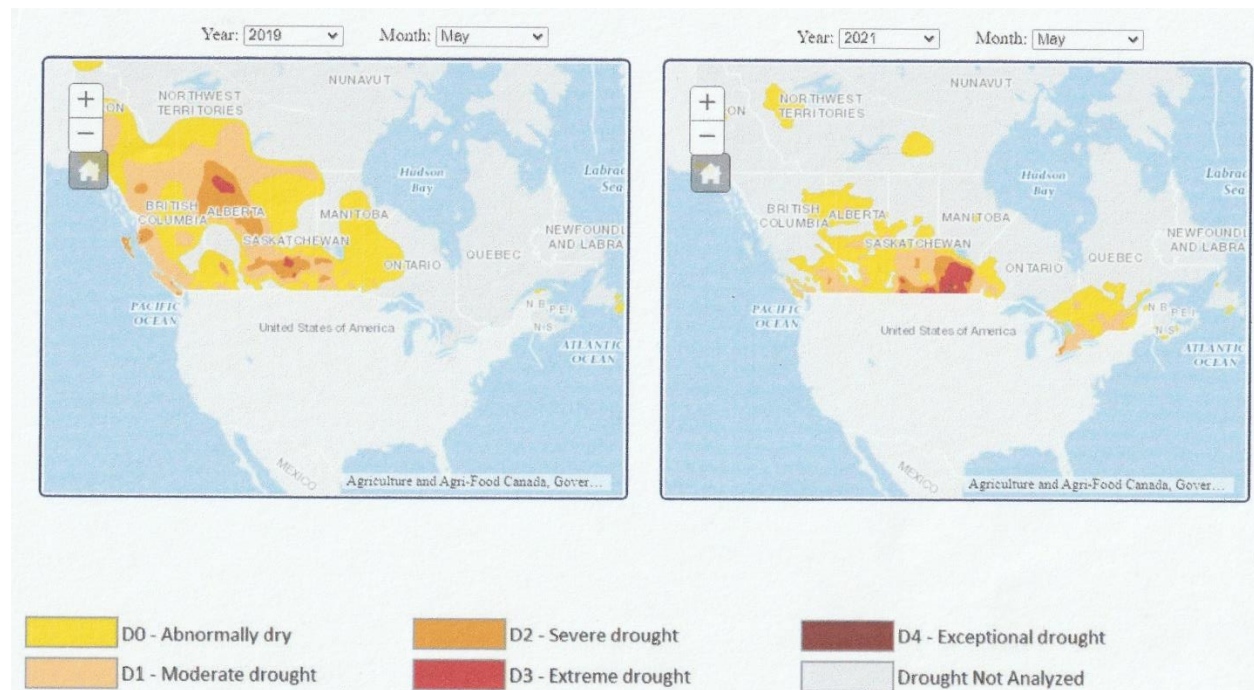 Year: 2019 Month: May
Year: 2021 Month: May
+
ON
−
NORTHWEST
TERRITORIES
NUNAVUT
Hudson
Bay
Labrad
Sea
BRITISH
COLUMBIA
ALBERTA
MANITOBA
SASKATCHEWAN
ONTARIO
QUEBEC
NEWFOUNDL
AND LABRA
N.B.
P.E.I.
N.S.
PACIFIC
OCEAN
United States of America
ATLANTIC
OCEAN
MEXICO
Agriculture and Agri-Food Canada, Gover...
+
ON
−
NORTHWEST
TERRITORIES
NUNAVUT
Hudson
Bay
Labrad
Sea
BRITISH
COLUMBIA
ALBERTA
MANITOBA
SASKATCHEWAN
ONTARIO
QUEBEC
NEWFOUNDL
AND LABRA
N.B.
P.E.I.
N.S.
PACIFIC
OCEAN
United States of America
ATLANTIC
OCEAN
MEXICO
Agriculture and Agri-Food Canada, Gover...
D0 - Abnormally dry
D2 - Severe drought
D4 - Exceptional drought
D1 - Moderate drought
D3 - Extreme drought
Drought Not Analyzed